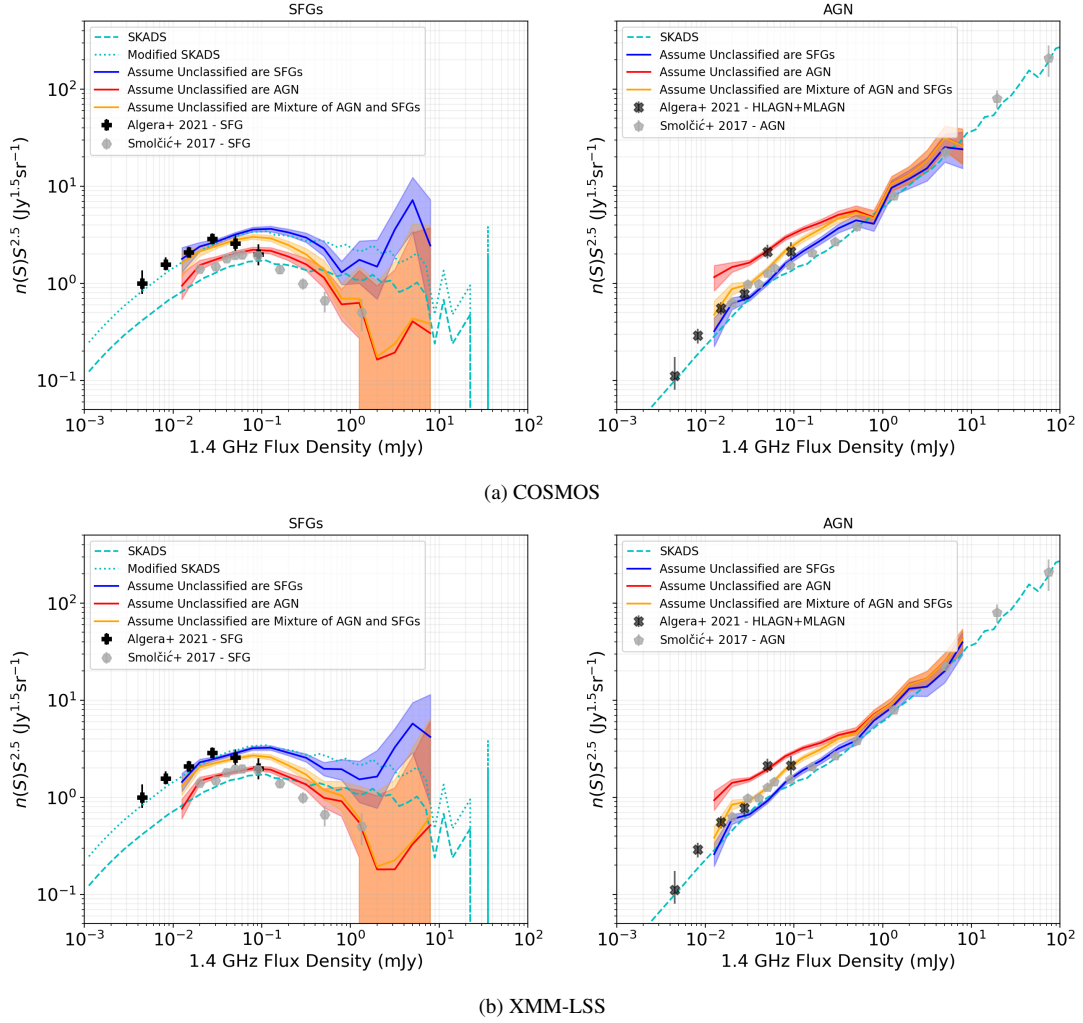 SFGs
SKADS
Modified SKADS
Assume Unclassified are SFGs
Assume Unclassified are AGN
Assume Unclassified are Mixture of AGN and SFGs
Algera+ 2021 - SFG
Smolčić+ 2017 - SFG
n(S)S^2.5 (Jy^1.5sr^−1)
10^2
10^1
10^0
10^−1
10^−3 10^−2 10^−1 10^0 10^1 10^2
1.4 GHz Flux Density (mJy)
AGN
SKADS
Assume Unclassified are SFGs
Assume Unclassified are AGN
Assume Unclassified are Mixture of AGN and SFGs
Algera+ 2021 - HLAGN+MLAGN
Smolčić+ 2017 - AGN
n(S)S^2.5 (Jy^1.5sr^−1)
10^2
10^1
10^0
10^−1
10^−3 10^−2 10^−1 10^0 10^1 10^2
1.4 GHz Flux Density (mJy)
(a) COSMOS
SFGs
SKADS
Modified SKADS
Assume Unclassified are SFGs
Assume Unclassified are AGN
Assume Unclassified are Mixture of AGN and SFGs
Algera+ 2021 - SFG
Smolčić+ 2017 - SFG
n(S)S^2.5 (Jy^1.5sr^−1)
10^2
10^1
10^0
10^−1
10^−3 10^−2 10^−1 10^0 10^1 10^2
1.4 GHz Flux Density (mJy)
AGN
SKADS
Assume Unclassified are SFGs
Assume Unclassified are AGN
Assume Unclassified are Mixture of AGN and SFGs
Algera+ 2021 - HLAGN+MLAGN
Smolčić+ 2017 - AGN
n(S)S^2.5 (Jy^1.5sr^−1)
10^2
10^1
10^0
10^−1
10^−3 10^−2 10^−1 10^0 10^1 10^2
1.4 GHz Flux Density (mJy)
(b) XMM-LSS